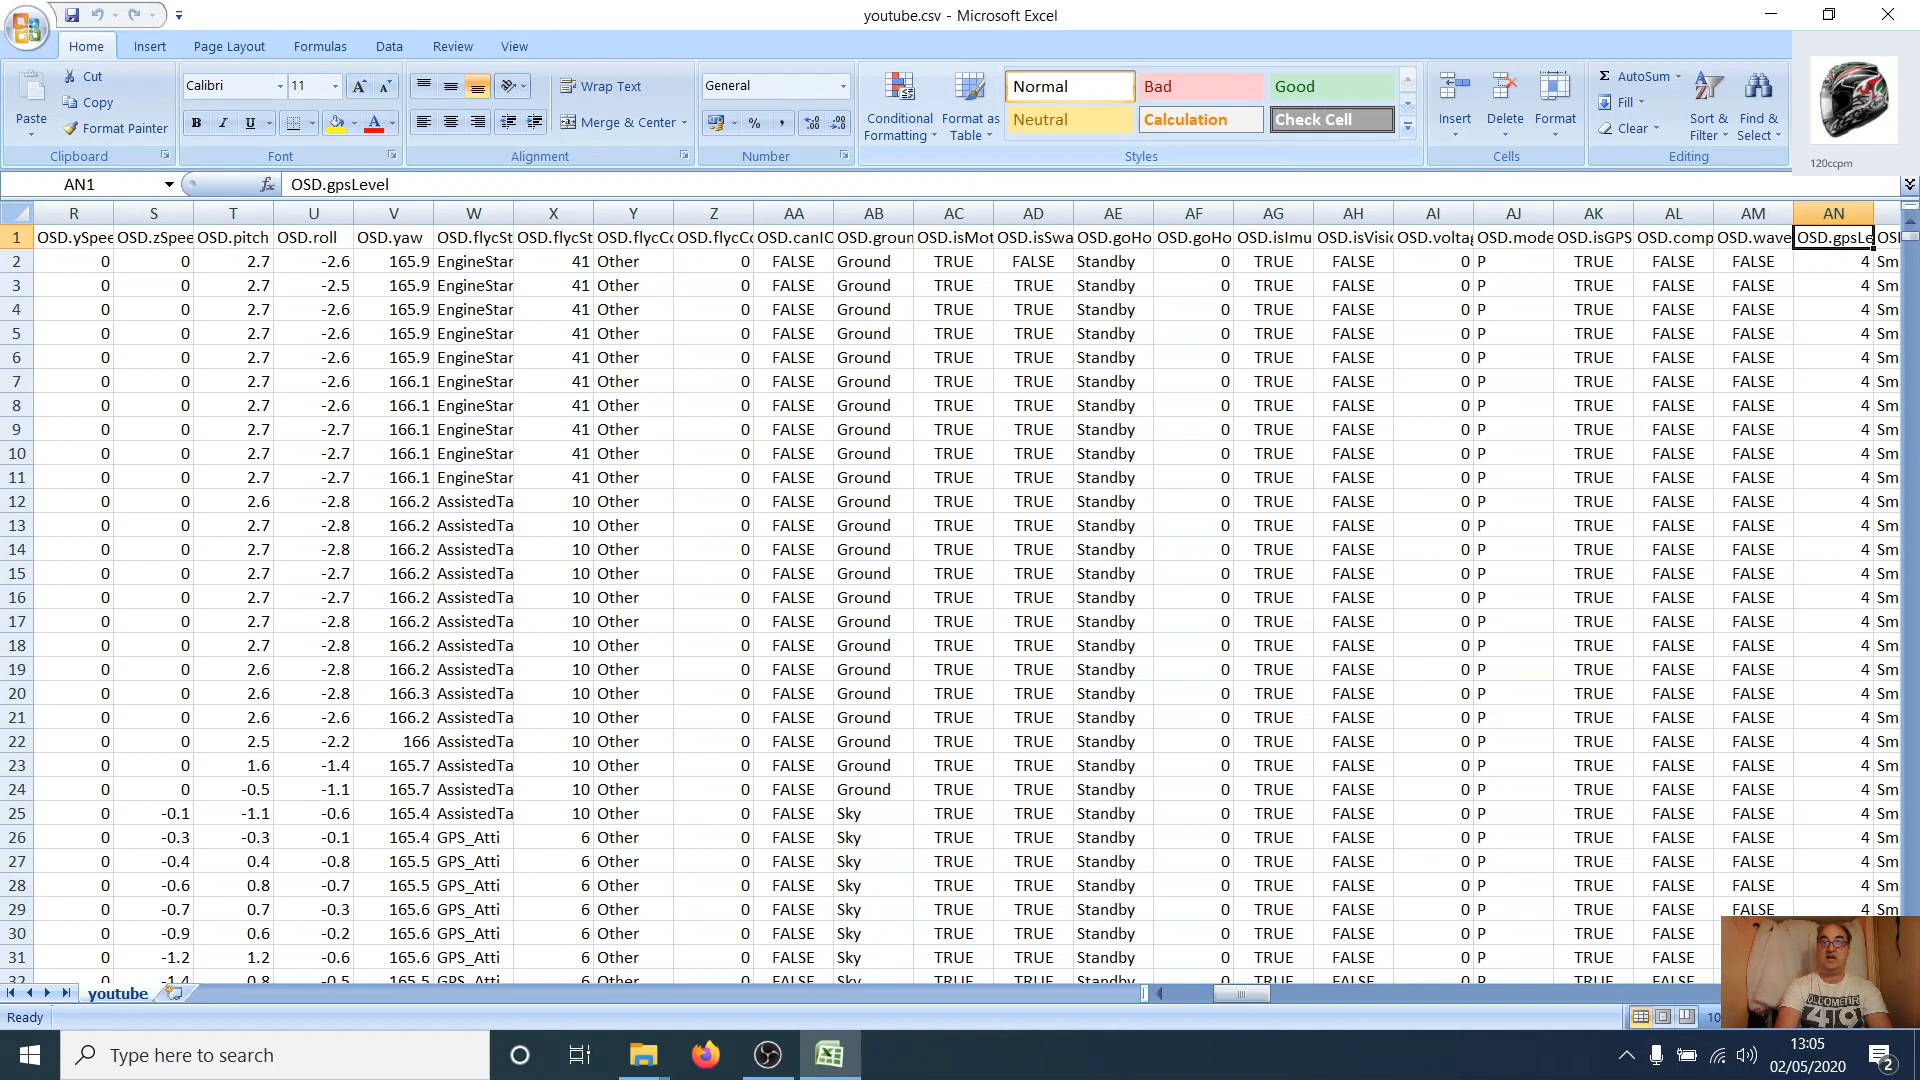 youtube.csv - Microsoft Excel
Home Insert Page Layout Formulas Data Review View
Paste Cut Copy Format Painter Clipboard
Calibri 11 B I U Font
Wrap Text Merge & Center Alignment
General % , Number
Conditional Formatting Format as Table Normal Bad Good Neutral Calculation Check Cell Styles
Insert Delete Format Cells
Σ AutoSum Fill Clear Sort & Filter Find & Select Editing
120ccpm
AN1 fx OSD.gpsLevel
R S T U V W X Y Z AA AB AC AD AE AF AG AH AI AJ AK AL AM AN
1 OSD.ySpee OSD.zSpee OSD.pitch OSD.roll OSD.yaw OSD.flycSt OSD.flycSt OSD.flycCo OSD.flycCo OSD.canIO OSD.groun OSD.isMot OSD.isSwa OSD.goHo OSD.goHo OSD.isImu OSD.isVisio OSD.voltag OSD.mode OSD.isGPS OSD.comp OSD.wave OSD.gpsLe OSI
2 0 0 2.7 -2.6 165.9 EngineStar 41 Other 0 FALSE Ground TRUE FALSE Standby 0 TRUE FALSE 0 P TRUE FALSE FALSE 4 Sm
3 0 0 2.7 -2.5 165.9 EngineStar 41 Other 0 FALSE Ground TRUE TRUE Standby 0 TRUE FALSE 0 P TRUE FALSE FALSE 4 Sm
4 0 0 2.7 -2.6 165.9 EngineStar 41 Other 0 FALSE Ground TRUE TRUE Standby 0 TRUE FALSE 0 P TRUE FALSE FALSE 4 Sm
5 0 0 2.7 -2.6 165.9 EngineStar 41 Other 0 FALSE Ground TRUE TRUE Standby 0 TRUE FALSE 0 P TRUE FALSE FALSE 4 Sm
6 0 0 2.7 -2.6 165.9 EngineStar 41 Other 0 FALSE Ground TRUE TRUE Standby 0 TRUE FALSE 0 P TRUE FALSE FALSE 4 Sm
7 0 0 2.7 -2.6 166.1 EngineStar 41 Other 0 FALSE Ground TRUE TRUE Standby 0 TRUE FALSE 0 P TRUE FALSE FALSE 4 Sm
8 0 0 2.7 -2.6 166.1 EngineStar 41 Other 0 FALSE Ground TRUE TRUE Standby 0 TRUE FALSE 0 P TRUE FALSE FALSE 4 Sm
9 0 0 2.7 -2.7 166.1 EngineStar 41 Other 0 FALSE Ground TRUE TRUE Standby 0 TRUE FALSE 0 P TRUE FALSE FALSE 4 Sm
10 0 0 2.7 -2.7 166.1 EngineStar 41 Other 0 FALSE Ground TRUE TRUE Standby 0 TRUE FALSE 0 P TRUE FALSE FALSE 4 Sm
11 0 0 2.7 -2.7 166.1 EngineStar 41 Other 0 FALSE Ground TRUE TRUE Standby 0 TRUE FALSE 0 P TRUE FALSE FALSE 4 Sm
12 0 0 2.6 -2.8 166.2 AssistedTa 10 Other 0 FALSE Ground TRUE TRUE Standby 0 TRUE FALSE 0 P TRUE FALSE FALSE 4 Sm
13 0 0 2.7 -2.8 166.2 AssistedTa 10 Other 0 FALSE Ground TRUE TRUE Standby 0 TRUE FALSE 0 P TRUE FALSE FALSE 4 Sm
14 0 0 2.7 -2.8 166.2 AssistedTa 10 Other 0 FALSE Ground TRUE TRUE Standby 0 TRUE FALSE 0 P TRUE FALSE FALSE 4 Sm
15 0 0 2.7 -2.7 166.2 AssistedTa 10 Other 0 FALSE Ground TRUE TRUE Standby 0 TRUE FALSE 0 P TRUE FALSE FALSE 4 Sm
16 0 0 2.7 -2.7 166.2 AssistedTa 10 Other 0 FALSE Ground TRUE TRUE Standby 0 TRUE FALSE 0 P TRUE FALSE FALSE 4 Sm
17 0 0 2.7 -2.8 166.2 AssistedTa 10 Other 0 FALSE Ground TRUE TRUE Standby 0 TRUE FALSE 0 P TRUE FALSE FALSE 4 Sm
18 0 0 2.7 -2.8 166.2 AssistedTa 10 Other 0 FALSE Ground TRUE TRUE Standby 0 TRUE FALSE 0 P TRUE FALSE FALSE 4 Sm
19 0 0 2.6 -2.8 166.2 AssistedTa 10 Other 0 FALSE Ground TRUE TRUE Standby 0 TRUE FALSE 0 P TRUE FALSE FALSE 4 Sm
20 0 0 2.6 -2.8 166.3 AssistedTa 10 Other 0 FALSE Ground TRUE TRUE Standby 0 TRUE FALSE 0 P TRUE FALSE FALSE 4 Sm
21 0 0 2.6 -2.6 166.2 AssistedTa 10 Other 0 FALSE Ground TRUE TRUE Standby 0 TRUE FALSE 0 P TRUE FALSE FALSE 4 Sm
22 0 0 2.5 -2.2 166 AssistedTa 10 Other 0 FALSE Ground TRUE TRUE Standby 0 TRUE FALSE 0 P TRUE FALSE FALSE 4 Sm
23 0 0 1.6 -1.4 165.7 AssistedTa 10 Other 0 FALSE Ground TRUE TRUE Standby 0 TRUE FALSE 0 P TRUE FALSE FALSE 4 Sm
24 0 0 -0.5 -1.1 165.7 AssistedTa 10 Other 0 FALSE Ground TRUE TRUE Standby 0 TRUE FALSE 0 P TRUE FALSE FALSE 4 Sm
25 0 -0.1 -1.1 -0.6 165.4 AssistedTa 10 Other 0 FALSE Sky TRUE TRUE Standby 0 TRUE FALSE 0 P TRUE FALSE FALSE 4 Sm
26 0 -0.3 -0.3 -0.1 165.4 GPS_Atti 6 Other 0 FALSE Sky TRUE TRUE Standby 0 TRUE FALSE 0 P TRUE FALSE FALSE 4 Sm
27 0 -0.4 0.4 -0.8 165.5 GPS_Atti 6 Other 0 FALSE Sky TRUE TRUE Standby 0 TRUE FALSE 0 P TRUE FALSE FALSE 4 Sm
28 0 -0.6 0.8 -0.7 165.5 GPS_Atti 6 Other 0 FALSE Sky TRUE TRUE Standby 0 TRUE FALSE 0 P TRUE FALSE FALSE 4 Sm
29 0 -0.7 0.7 -0.3 165.6 GPS_Atti 6 Other 0 FALSE Sky TRUE TRUE Standby 0 TRUE FALSE 0 P TRUE FALSE FALSE 4 Sm
30 0 -0.9 0.6 -0.2 165.6 GPS_Atti 6 Other 0 FALSE Sky TRUE TRUE Standby 0 TRUE FALSE 0 P TRUE FALSE
31 0 -1.2 1.2 -0.6 165.6 GPS_Atti 6 Other 0 FALSE Sky TRUE TRUE Standby 0 TRUE FALSE 0 P TRUE FALSE
32 0 -1.4 0.8 -0.5 165.5 GPS_Atti 6 Other 0 FALSE Sky TRUE TRUE Standby 0 TRUE FALSE 0 P TRUE FALSE
youtube
Ready 10
Type here to search
13:05
02/05/2020
2